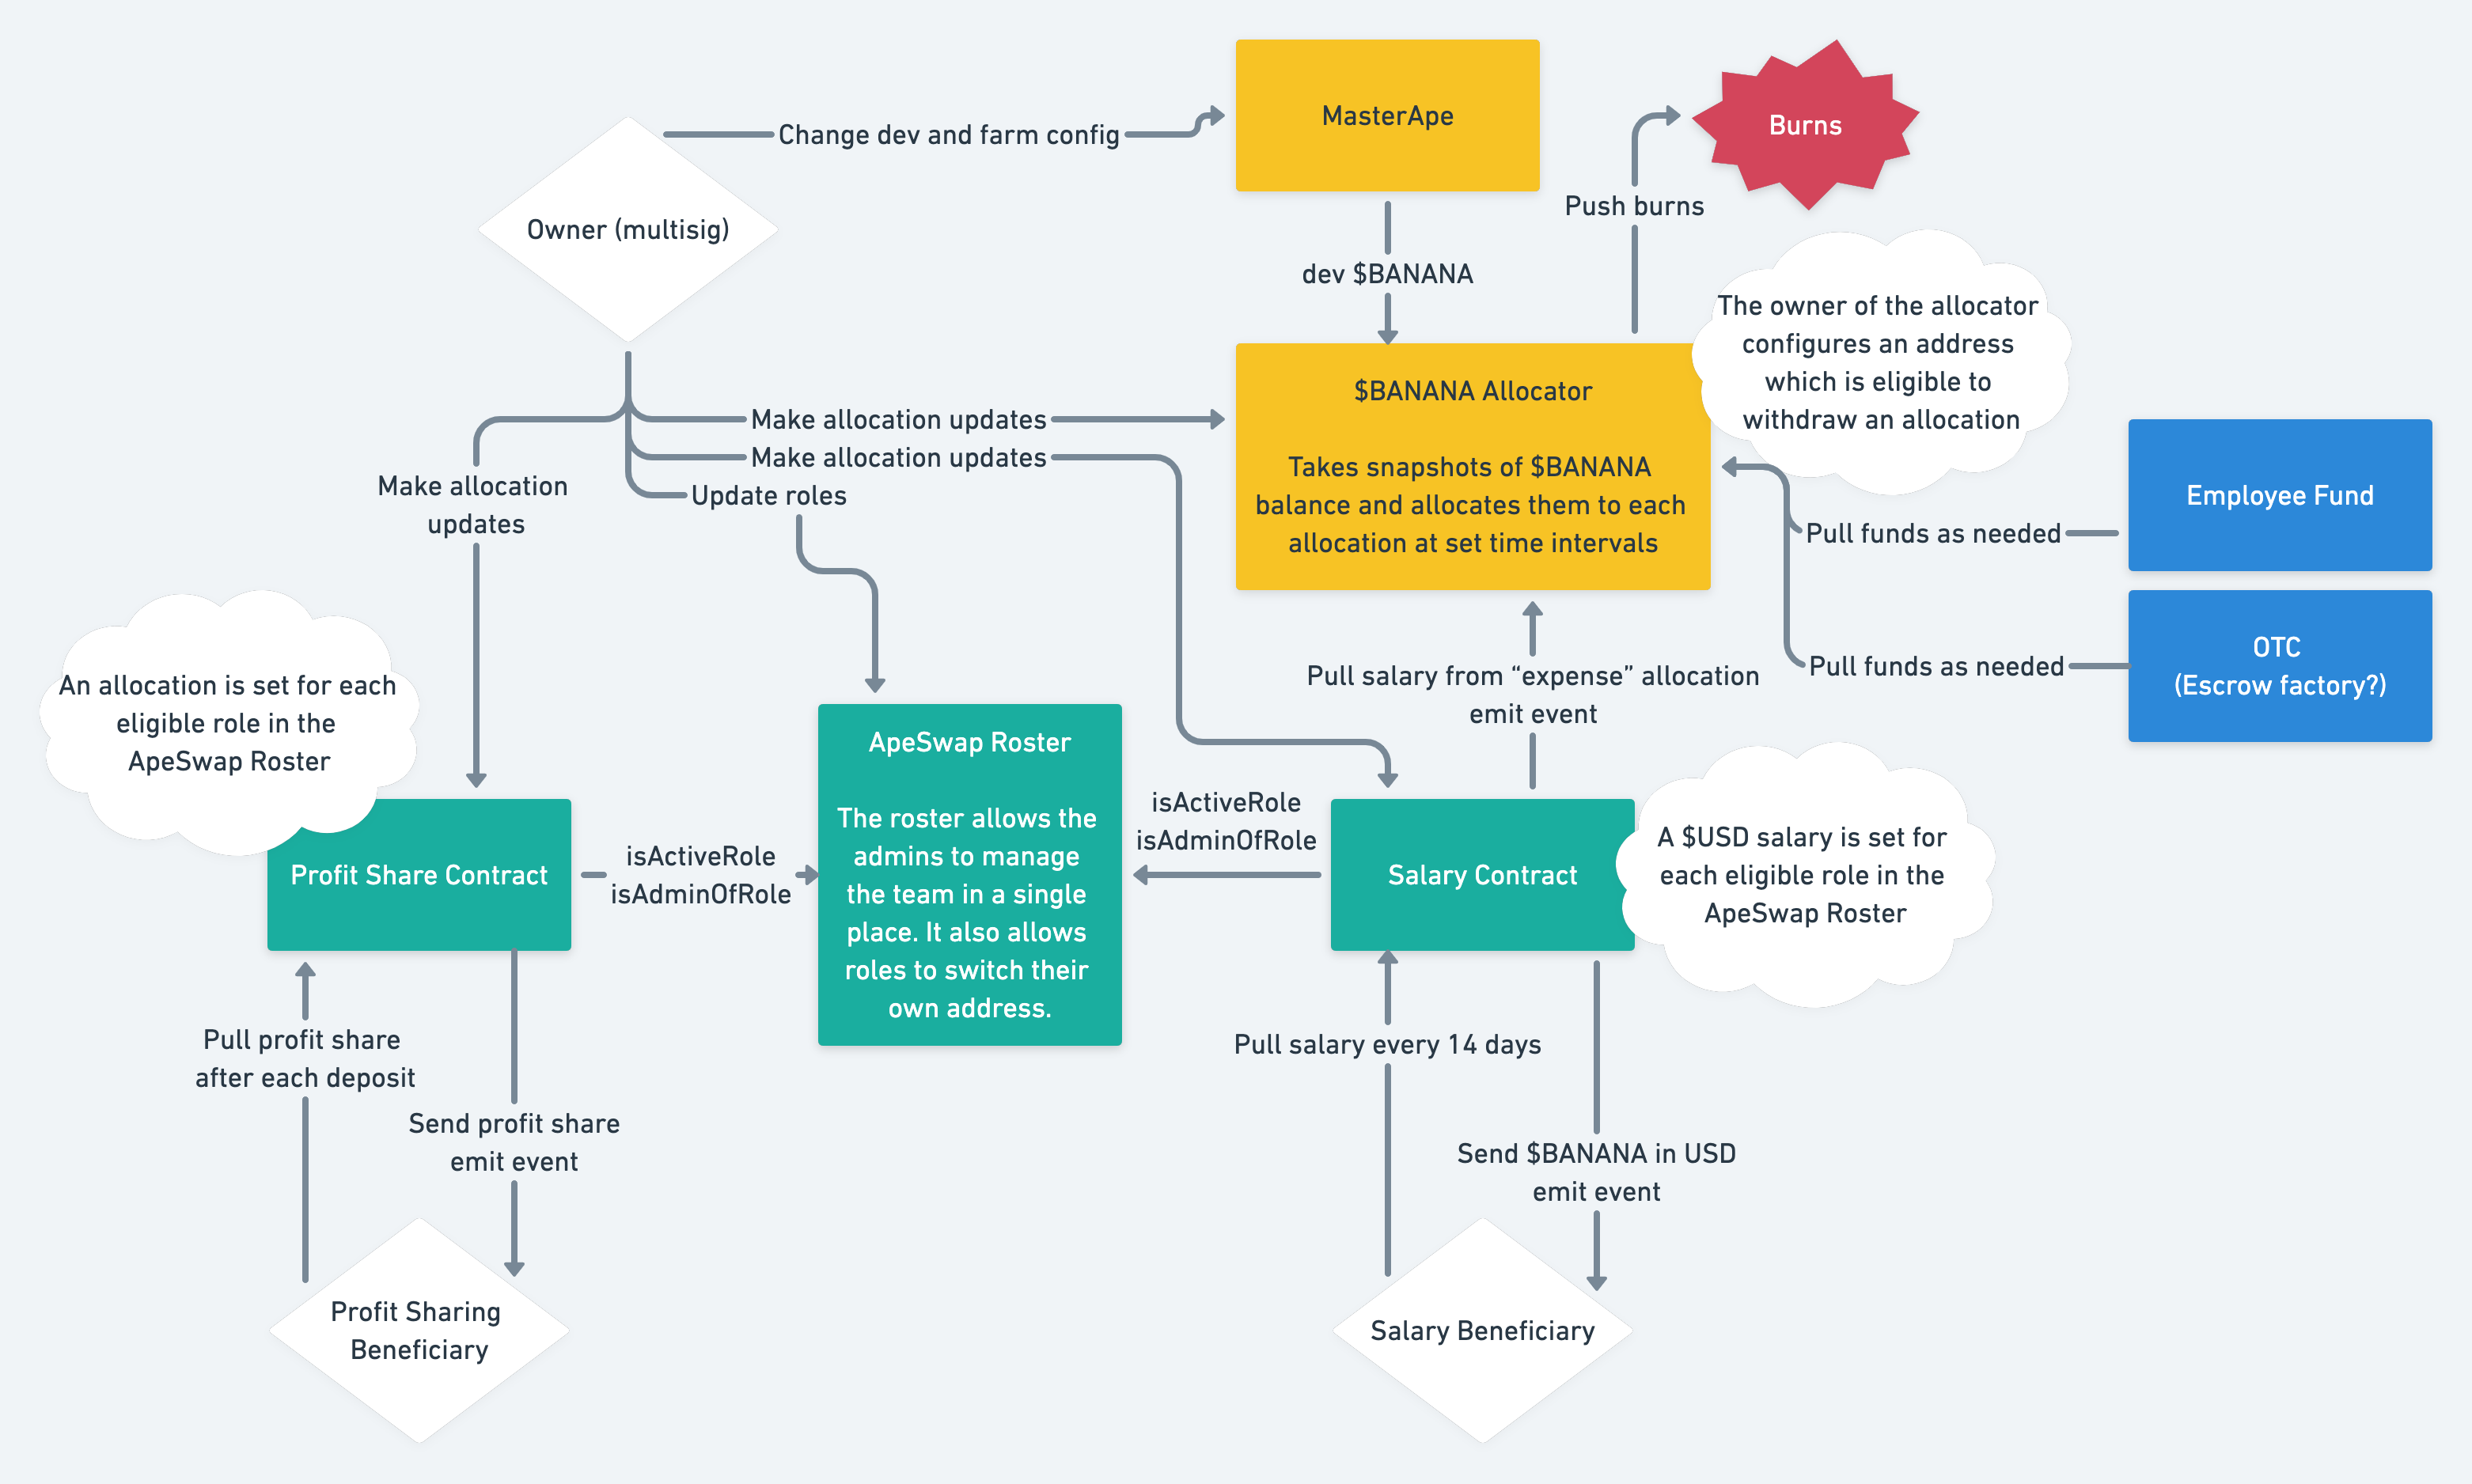 MasterApe
Burns
Change dev and farm config
Owner (multisig)
Push burns
dev $BANANA
The owner of the allocator
configures an address
which is eligible to
withdraw an allocation
$BANANA Allocator
Takes snapshots of $BANANA
balance and allocates them to each
allocation at set time intervals
Make allocation updates
Make allocation updates
Update roles
Make allocation
updates
Employee Fund
Pull funds as needed
OTC
(Escrow factory?)
Pull funds as needed
Pull salary from “expense” allocation
emit event
An allocation is set for each
eligible role in the
ApeSwap Roster
ApeSwap Roster
The roster allows the
admins to manage
the team in a single
place. It also allows
roles to switch their
own address.
isActiveRole
isAdminOfRole
Profit Share Contract
isActiveRole
isAdminOfRole
Salary Contract
A $USD salary is set for
each eligible role in the
ApeSwap Roster
Pull profit share
after each deposit
Send profit share
emit event
Pull salary every 14 days
Send $BANANA in USD
emit event
Profit Sharing
Beneficiary
Salary Beneficiary